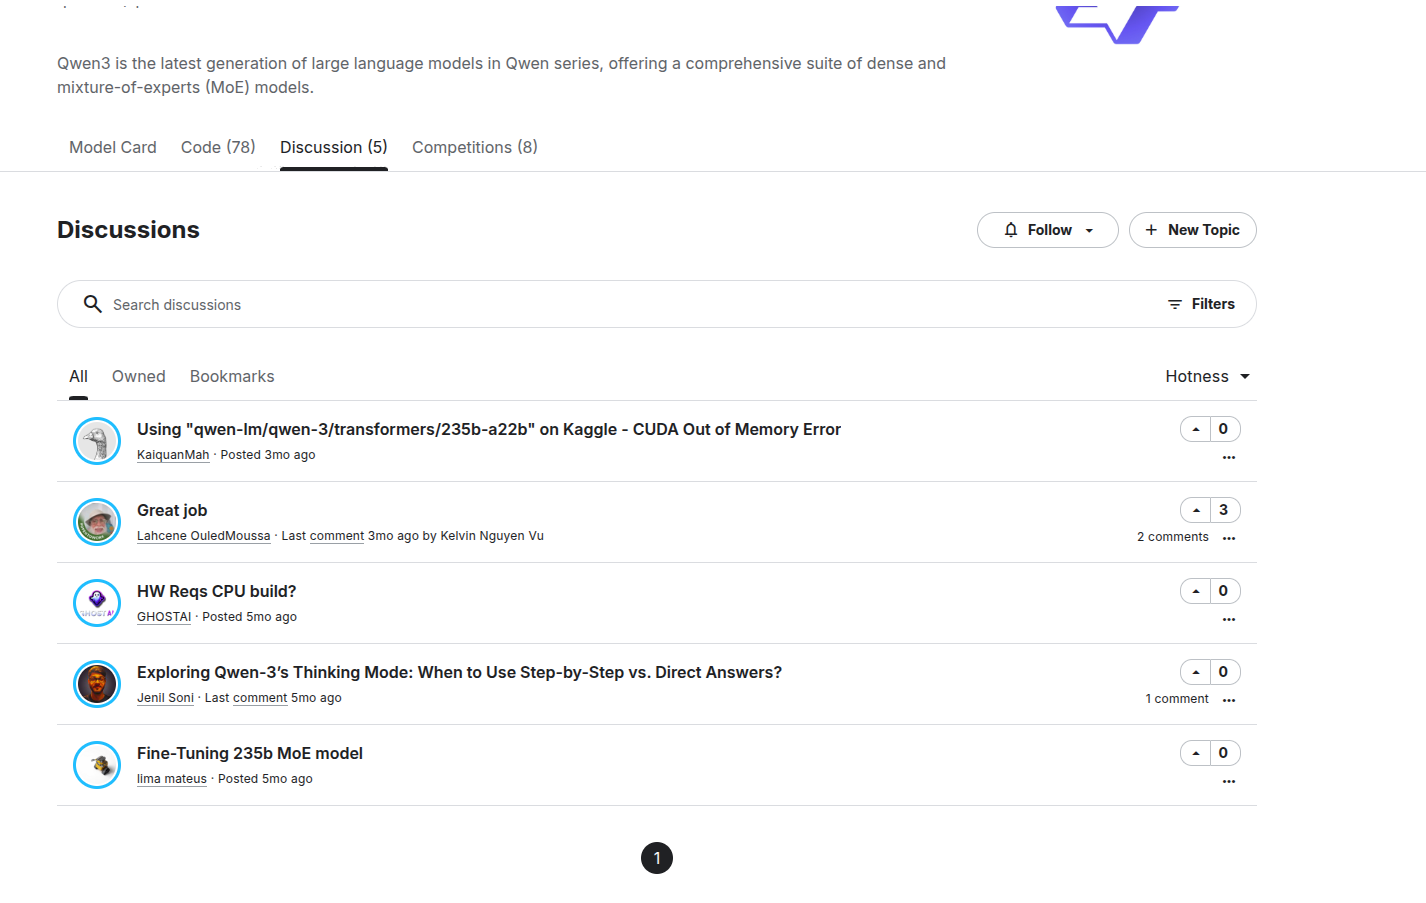 Qwen3 is the latest generation of large language models in Qwen series, offering a comprehensive suite of dense and
mixture-of-experts (MoE) models.
Model Card Code (78) Discussion (5) Competitions (8)
Discussions
Follow
New Topic
Search discussions
Filters
All Owned Bookmarks
Hotness
Using "qwen-lm/qwen-3/transformers/235b-a22b" on Kaggle - CUDA Out of Memory Error
0
KaiquanMah · Posted 3mo ago
Great job
3
Lahcene OuledMoussa · Last comment 3mo ago by Kelvin Nguyen Vu
2 comments
HW Reqs CPU build?
0
GHOSTAI · Posted 5mo ago
Exploring Qwen-3’s Thinking Mode: When to Use Step-by-Step vs. Direct Answers?
0
Jenil Soni · Last comment 5mo ago
1 comment
Fine-Tuning 235b MoE model
0
lima mateus · Posted 5mo ago
1